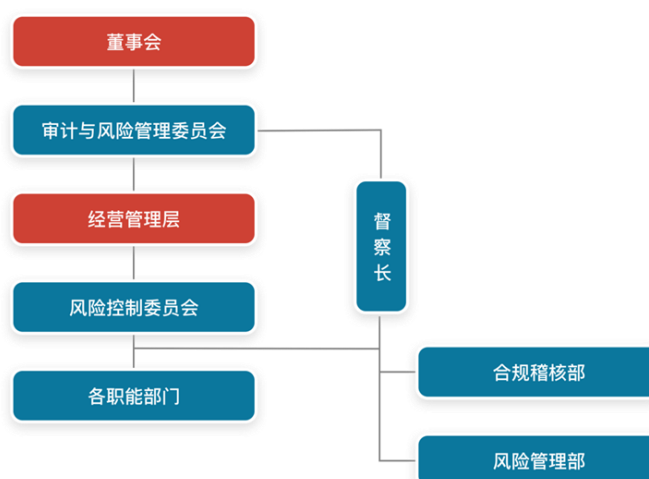 董事会
审计与风险管理委员会
经营管理层
督察长
风险控制委员会
合规稽核部
各职能部门
风险管理部